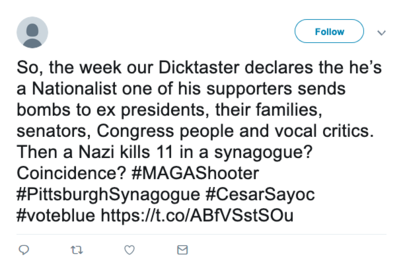 Follow
So, the week our Dicktaster declares the he's
a Nationalist one of his supporters sends
bombs to ex presidents, their families,
senators, Congress people and vocal critics.
Then a Nazi kills 11 in a synagogue?
Coincidence? #MAGAShooter
#PittsburghSynagogue #CesarSayoc
#voteblue https://t.co/ABfVSstSOu